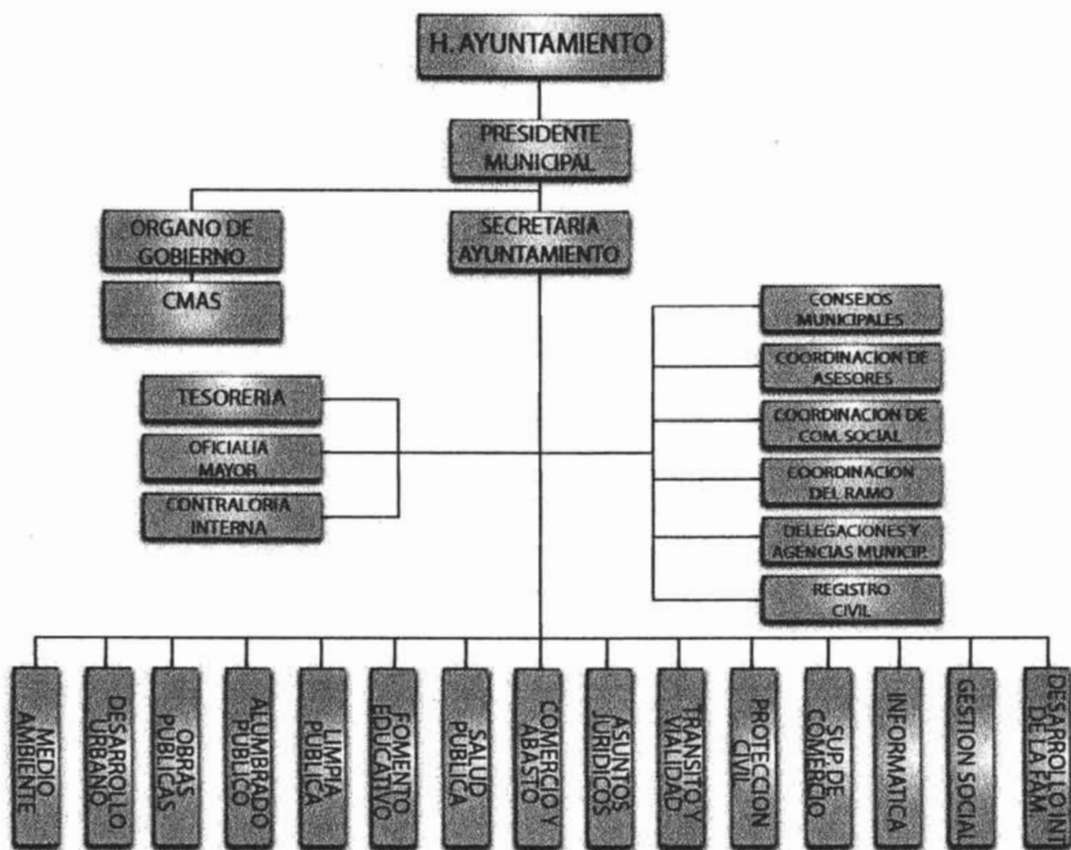 H. AYUNTAMIENTO
PRESIDENTE
MUNICIPAL
ORGANO DE
GOBIERNO
SECRETARIA
AYUNTAMIENTO
CMAS
CONSEJOS
MUNICIPALES
COORDINACION DE
ASESORES
COORDINACION DE
COM. SOCIAL
COORDINACION
DEL RAMO
DELEGACIONES Y
AGENCIAS MUNICIP.
REGISTRO
CIVIL
TESORERIA
OFICIALIA
MAYOR
CONTRALORIA
INTERNA
MEDIO
AMBIENTE
DESARROLLO
URBANO
OBRAS
PUBLICAS
ALUMBRADO
PUBLICO
LIMPIA
PUBLICA
FOMENTO
EDUCATIVO
SALUD
PUBLICA
COMERCIO Y
ABASTO
ASUNTOS
JURIDICOS
TRANSITO Y
VIALIDAD
PROTECCION
CIVIL
SUP DE
COMERCIO
INFORMATICA
GESTION SOCIAL
DESARROLLO INT
DE LA FAM.